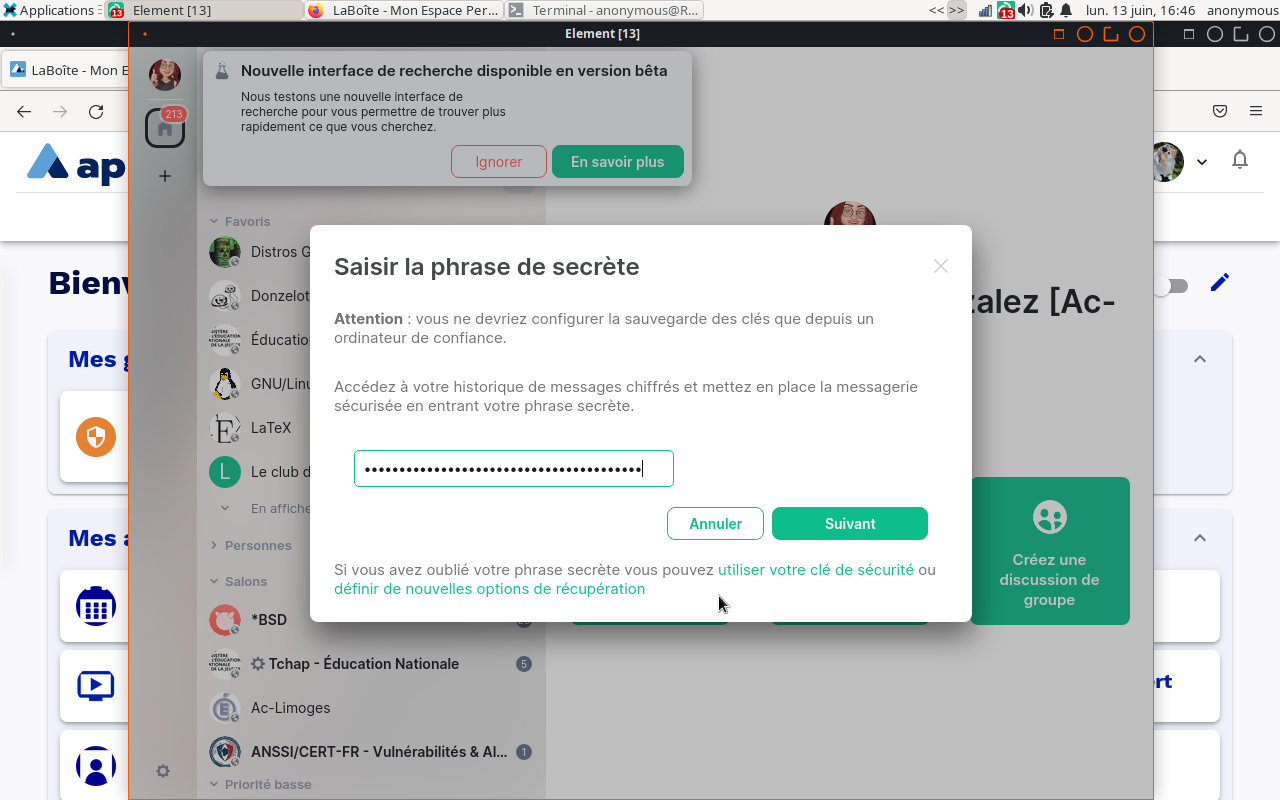 Applications
Element [13]
LaBoîte - Mon Espace Per...
Terminal - anonymous@R...
<< >>
13
lun. 13 juin, 16:46
anonymous
Element [13]
LaBoîte - Mon E
ap
Bienv
Mes
Mes
213
Nouvelle interface de recherche disponible en version bêta
Nous testons une nouvelle interface de
recherche pour vous permettre de trouver plus
rapidement ce que vous cherchez.
Ignorer
En savoir plus
Favoris
Distros G
Donzelot
Éducatio
GNU/Linu
LaTeX
L
Le club d
En affiche
Personnes
Salons
*BSD
Tchap - Éducation Nationale
5
Ac-Limoges
ANSSI/CERT-FR - Vulnérabilités & Al...
1
Priorité basse
zalez [Ac-
Saisir la phrase de secrète
Attention : vous ne devriez configurer la sauvegarde des clés que depuis un
ordinateur de confiance.
Accédez à votre historique de messages chiffrés et mettez en place la messagerie
sécurisée en entrant votre phrase secrète.
Annuler
Suivant
Si vous avez oublié votre phrase secrète vous pouvez utiliser votre clé de sécurité ou
définir de nouvelles options de récupération
Créez une
discussion de
groupe
rt